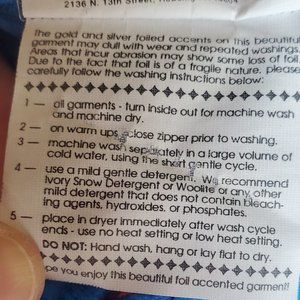 2136 N. 13th Street,
The gold and silver foiled accents on this beautiful
garment may dull with wear and repeated washings.
Areas that incur abrasion may show some loss of foil.
Due to the fact that foil is of a fragile nature, please
carefully follow the washing instructions below:
1 — all garments - turn inside out for machine wash
and machine dry.
2 — on warm ups, close zipper prior to washing.
3 — machine wash separately in a large volume of
cold water, using the short gentle cycle.
4 — use a mild gentle detergent. We recommend
Ivory Snow Detergent or Woolite or any other
mild detergent that does not contain bleach-
ing agents, hydroxides, or phosphates.
5 — place in dryer immediately after wash cycle
ends - use no heat setting or low heat setting.
DO NOT: Hand wash, hang or lay flat to dry.
pe you enjoy this beautiful foil accented garment!